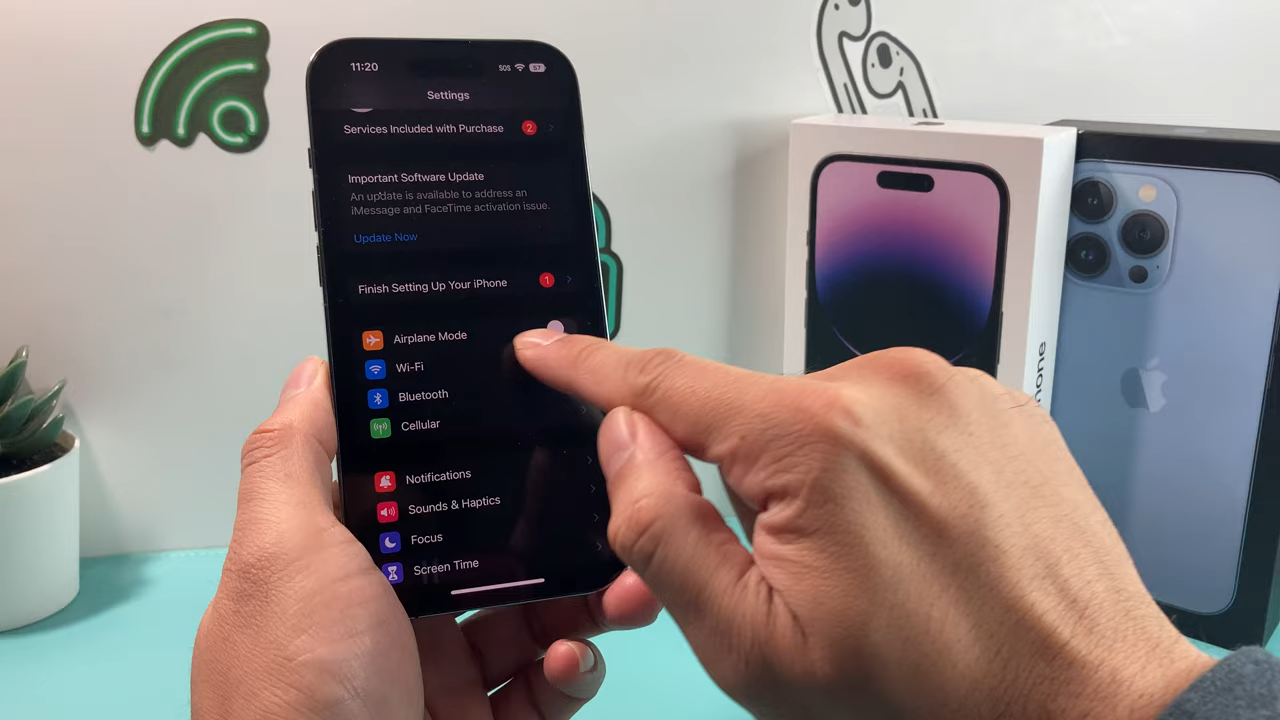 11:20
SOS
57
Settings
Services Included with Purchase 2
Important Software Update
An update is available to address an
iMessage and FaceTime activation issue.
Update Now
Finish Setting Up Your iPhone 1
Airplane Mode
Wi-Fi
Bluetooth
Cellular
Notifications
Sounds & Haptics
Focus
Screen Time